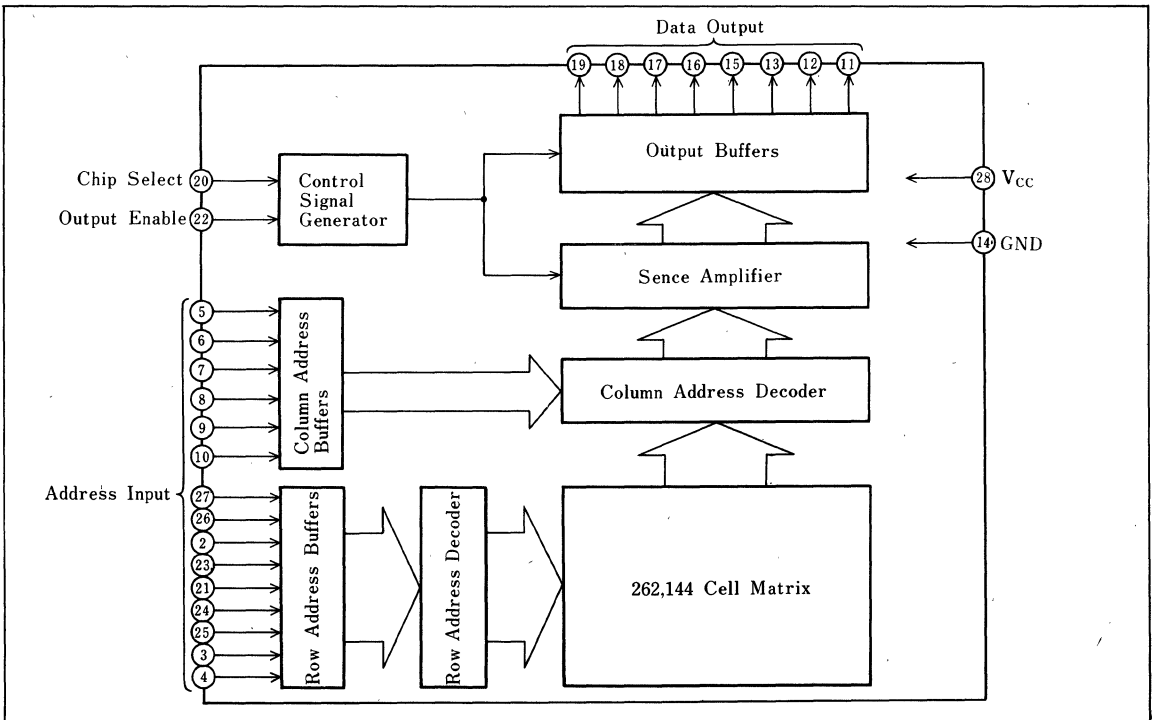 Data Output
19 18 17 16 15 13 12 11
Output Buffers
Chip Select 20
Control
Signal
Generator
Output Enable 22
28 VCC
14 GND
Sence Amplifier
5
6
7
8
9
10
Column Address
Buffers
Column Address Decoder
Address Input
27
26
2
23
21
24
25
3
4
Row Address Buffers
Row Address Decoder
262,144 Cell Matrix